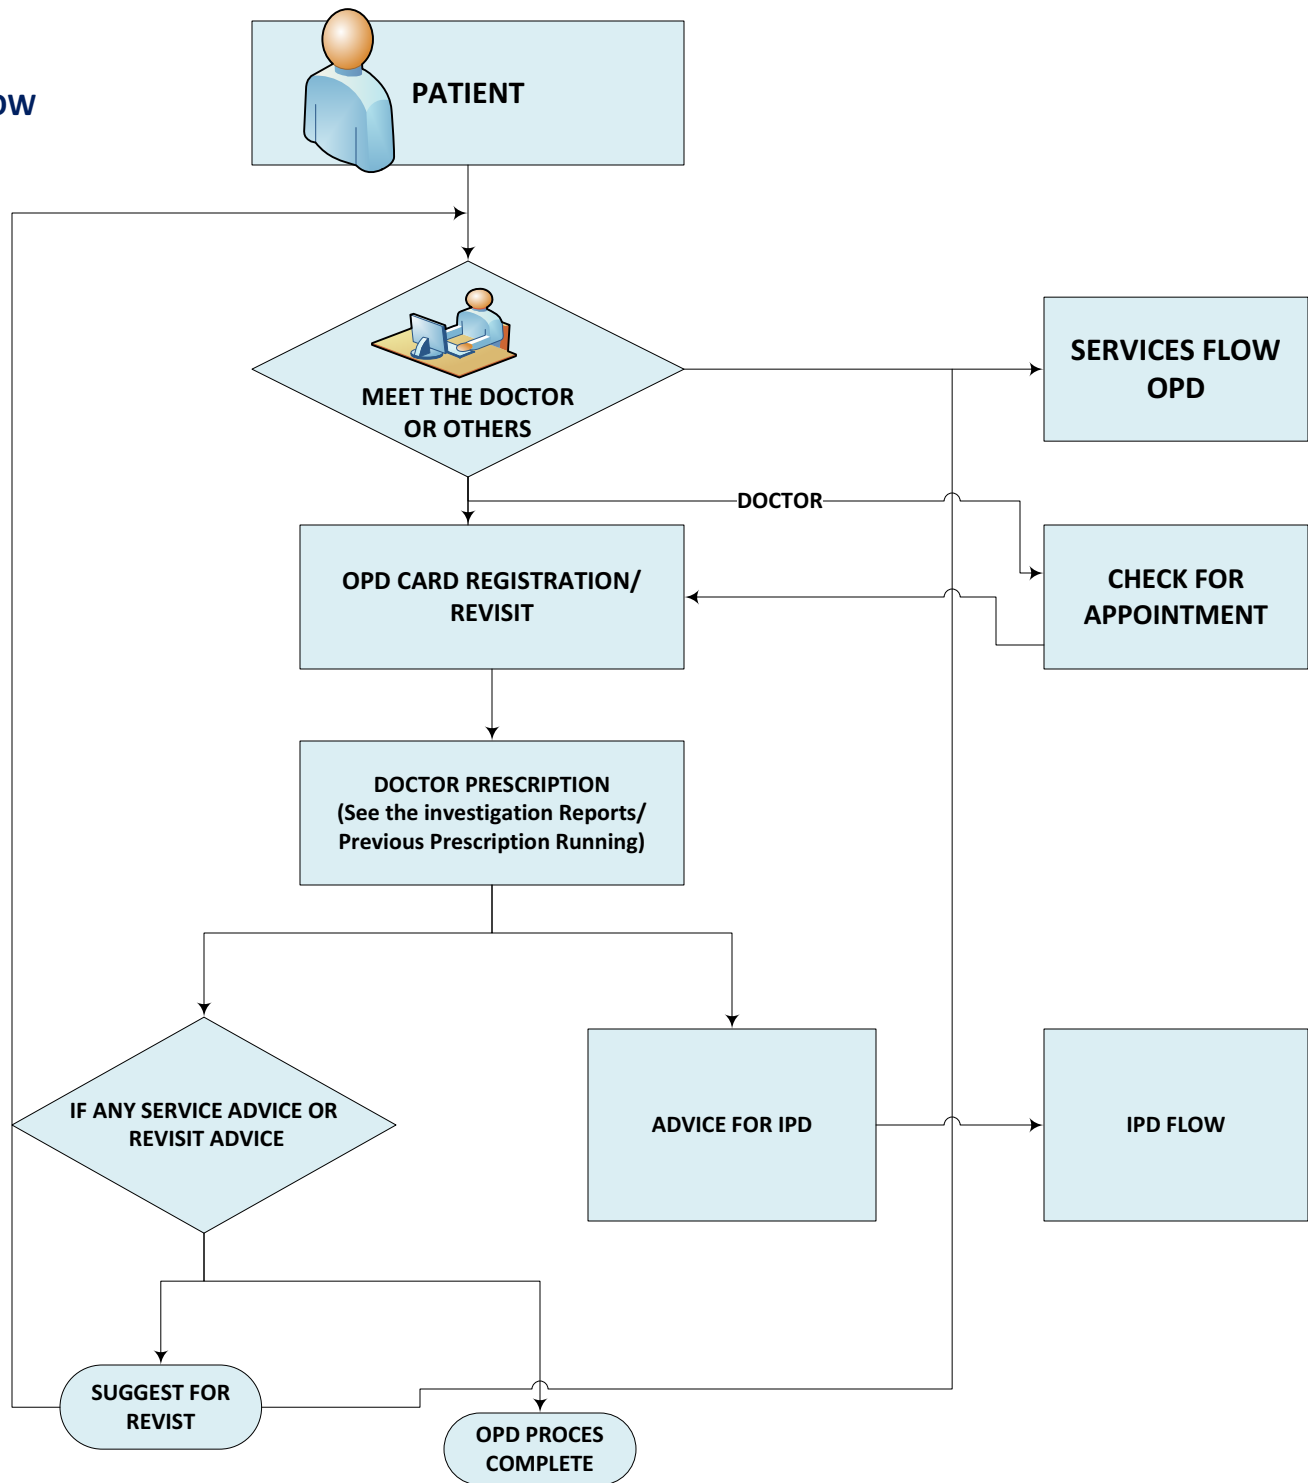 PATIENT
OW
MEET THE DOCTOR
OR OTHERS
SERVICES FLOW
OPD
DOCTOR
OPD CARD REGISTRATION/
REVISIT
CHECK FOR
APPOINTMENT
DOCTOR PRESCRIPTION
(See the investigation Reports/
Previous Prescription Running)
IF ANY SERVICE ADVICE OR
REVISIT ADVICE
ADVICE FOR IPD
IPD FLOW
SUGGEST FOR
REVIST
OPD PROCES
COMPLETE